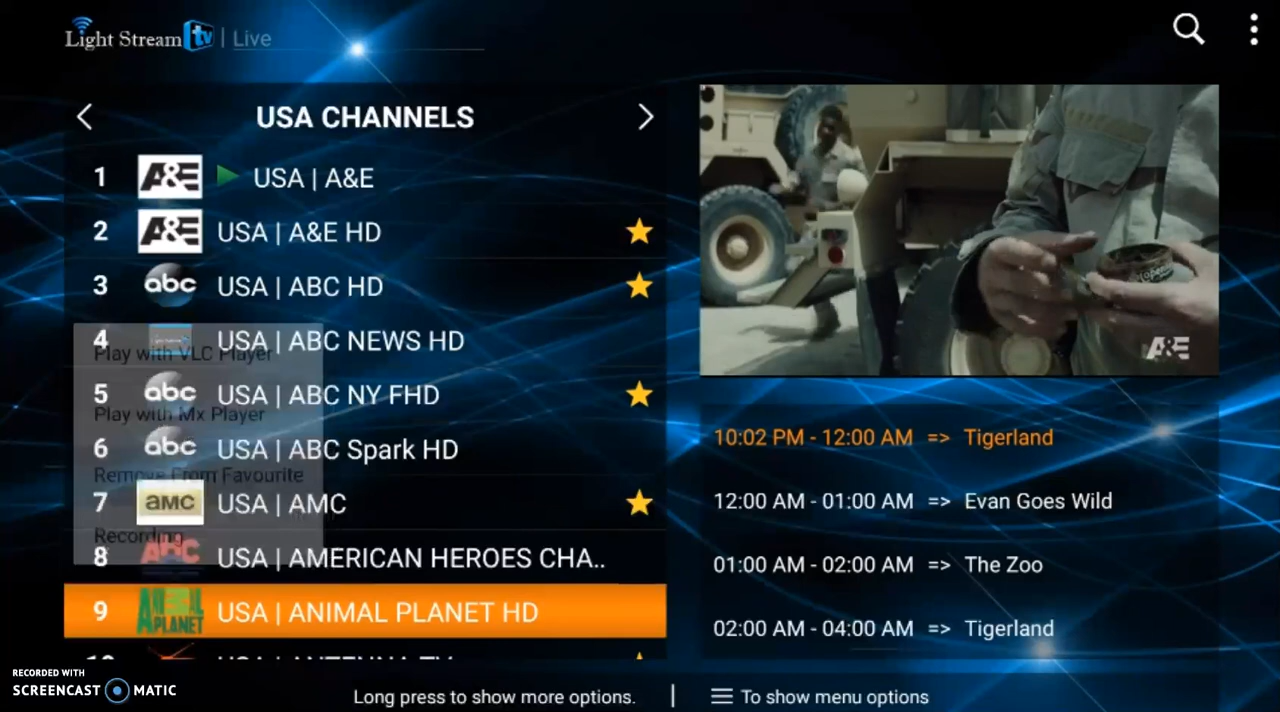 Light Stream tv | Live
USA CHANNELS
1 A&E USA | A&E
2 A&E USA | A&E HD
3 abc USA | ABC HD
4 USA | ABC NEWS HD
Play with VLC Player
5 abc USA | ABC NY FHD
Play with Mx Player
6 abc USA | ABC Spark HD
Remove From Favourite
7 aMC USA | AMC
Recording
8 USA | AMERICAN HEROES CHA..
9 ANIMAL PLANET USA | ANIMAL PLANET HD
10 USA | ANTENNA TV
A&E
10:02 PM - 12:00 AM => Tigerland
12:00 AM - 01:00 AM => Evan Goes Wild
01:00 AM - 02:00 AM => The Zoo
02:00 AM - 04:00 AM => Tigerland
RECORDED WITH
SCREENCAST MATIC
Long press to show more options. | To show menu options